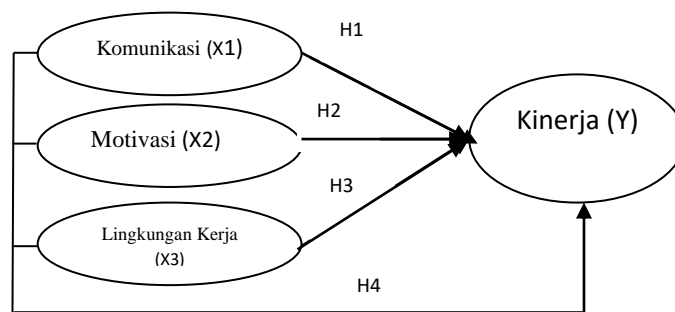 H1
Komunikasi (X1)
H2
Motivasi (X2)
Kinerja (Y)
H3
Lingkungan Kerja
(X3)
H4